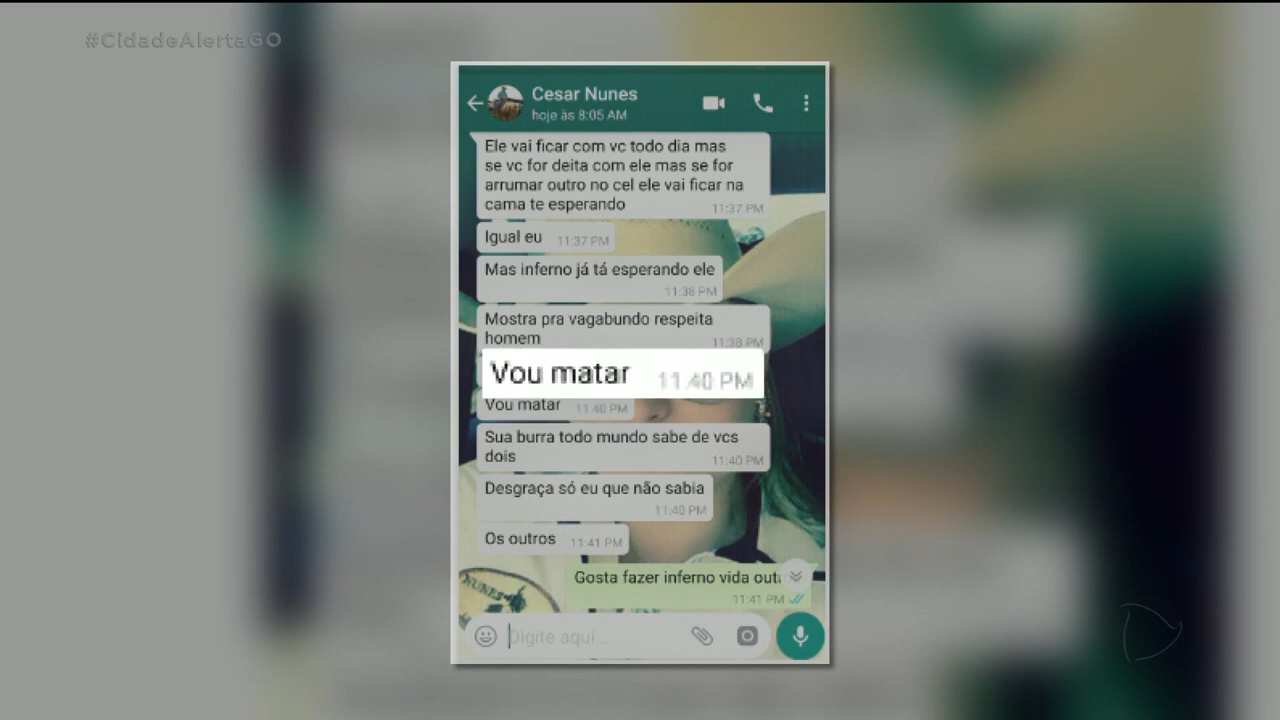 #CidadeAlertaGO
Cesar Nunes
hoje às 8:05 AM
Ele vai ficar com vc todo dia mas
se vc for deita com ele mas se for
arrumar outro no cel ele vai ficar na
cama te esperando
11:37 PM
Igual eu 11:37 PM
Mas inferno já tá esperando ele
11:38 PM
Mostra pra vagabundo respeita
homem
11:38 PM
Vou matar 11:40 PM
Vou matar 11:40 PM
Sua burra todo mundo sabe de vcs
dois
11:40 PM
Desgraça só eu que não sabia
11:40 PM
Os outros 11:41 PM
Gosta fazer inferno vida
11:41 PM
NUNES
Digite aqui...